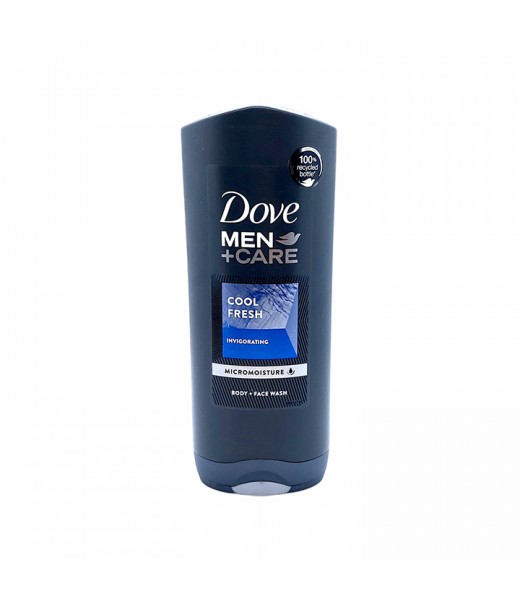 100%
recycled
bottle*
Dove
MEN
+CARE
COOL
FRESH
INVIGORATING
MICROMOISTURE
BODY + FACE WASH